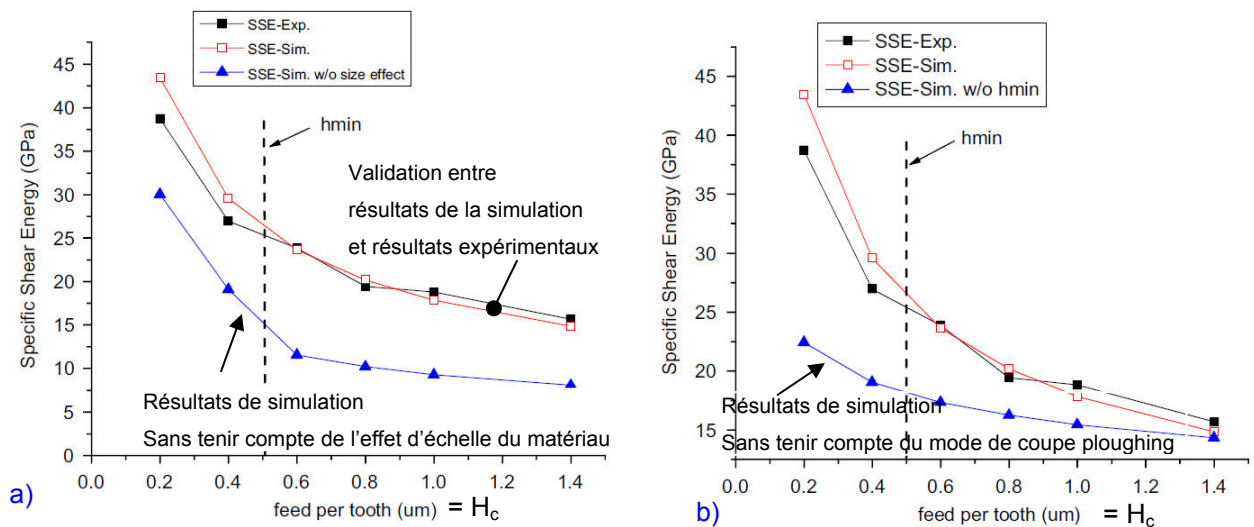 SSE-Exp.
SSE-Sim.
SSE-Sim. w/o size effect
hmin
Validation entre
résultats de la simulation
et résultats expérimentaux
Résultats de simulation
Sans tenir compte de l'effet d'échelle du matériau
Specific Shear Energy (GPa)
45
40
35
30
25
20
15
10
5
0
0.0 0.2 0.4 0.6 0.8 1.0 1.2 1.4
feed per tooth (um) = Hc
a)
SSE-Exp.
SSE-Sim.
SSE-Sim. w/o hmin
hmin
Résultats de simulation
Sans tenir compte du mode de coupe ploughing
Specific Shear Energy (GPa)
45
40
35
30
25
20
15
0.0 0.2 0.4 0.6 0.8 1.0 1.2 1.4
feed per tooth (um) = Hc
b)